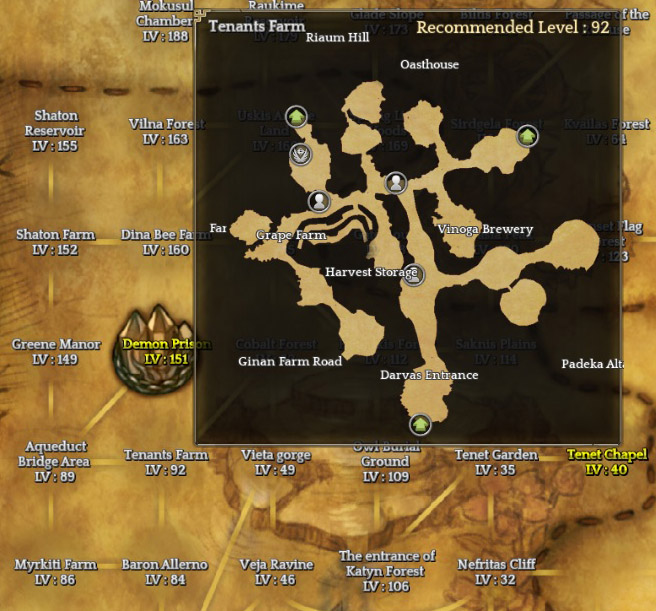 Mokusul
Chamber
LV : 188
Raukime
Glade Slope
LV : 173
Billis Forest
Passage of the
Tenants Farm
Recommended Level : 92
Riaum Hill
Oasthouse
Shaton
Reservoir
LV : 155
Vilna Forest
LV : 163
Sirdgela Forest
Kvailas Forest
Shaton Farm
LV : 152
Dina Bee Farm
LV : 160
Far
Grape Farm
Vinoga Brewery
Harvest Storage
Greene Manor
LV : 149
Demon Prison
LV : 151
Cobalt Forest
LV : 112
Saknis Plains
LV : 114
Ginan Farm Road
Darvas Entrance
Padeka Alt
Aqueduct
Bridge Area
LV : 89
Tenants Farm
LV : 92
Vieta gorge
LV : 49
Owl Burial
Ground
LV : 109
Tenet Garden
LV : 35
Tenet Chapel
LV : 40
Myrkiti Farm
LV : 86
Baron Allerno
LV : 84
Veja Ravine
LV : 46
The entrance of
Katyn Forest
LV : 106
Nefritas Cliff
LV : 32